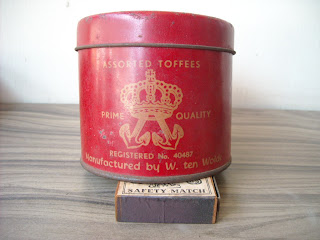 ASSORTED TOFFEES
PRIME QUALITY
REGISTERED No. 40487
Manufactured by W. ten Wolde
SAFETY MATCH